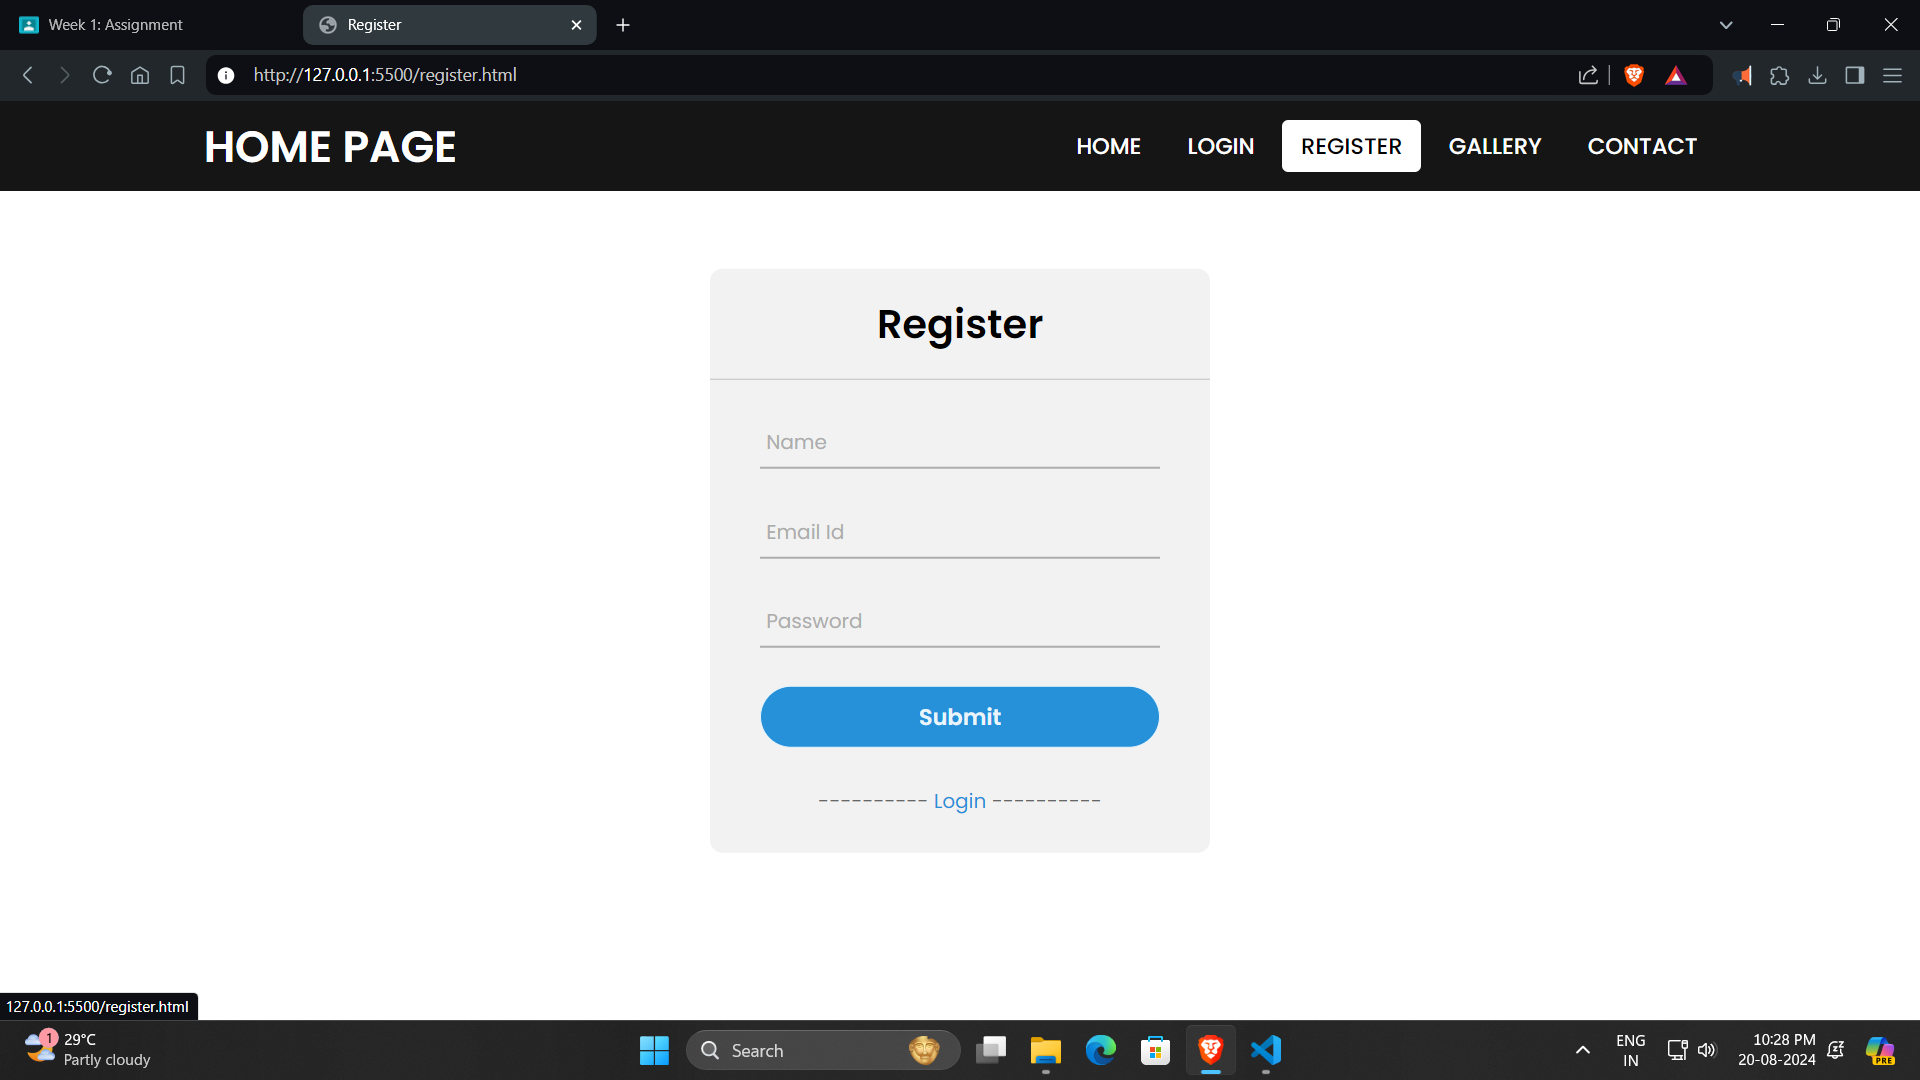 Week 1: Assignment
Register
http://127.0.0.1:5500/register.html
HOME PAGE
HOME
LOGIN
REGISTER
GALLERY
CONTACT
Register
Name
Email Id
Password
Submit
---------- Login ----------
127.0.0.1:5500/register.html
1
29°C
Partly cloudy
Search
ENG
IN
10:28 PM
20-08-2024
PRE